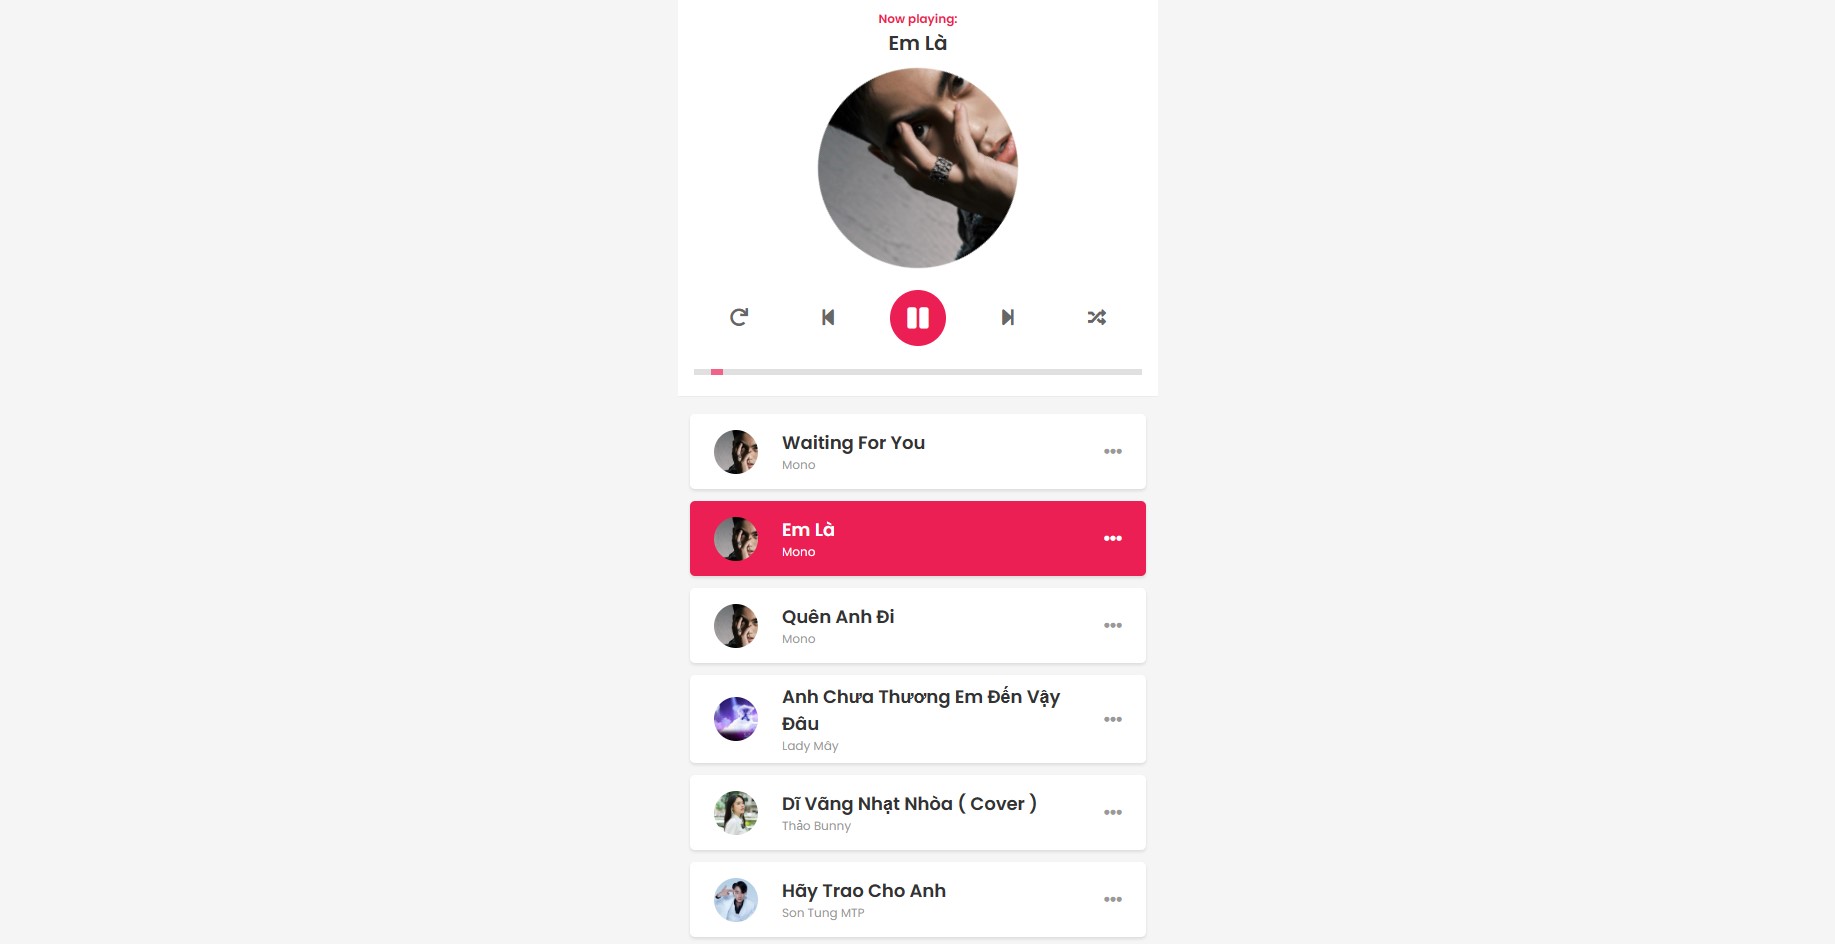 Now playing:
Em Là
Waiting For You
Mono
Em Là
Mono
Quên Anh Đi
Mono
Anh Chưa Thương Em Đến Vậy
Đâu
Lady Mây
Dĩ Vãng Nhạt Nhòa ( Cover )
Thảo Bunny
Hãy Trao Cho Anh
Son Tung MTP